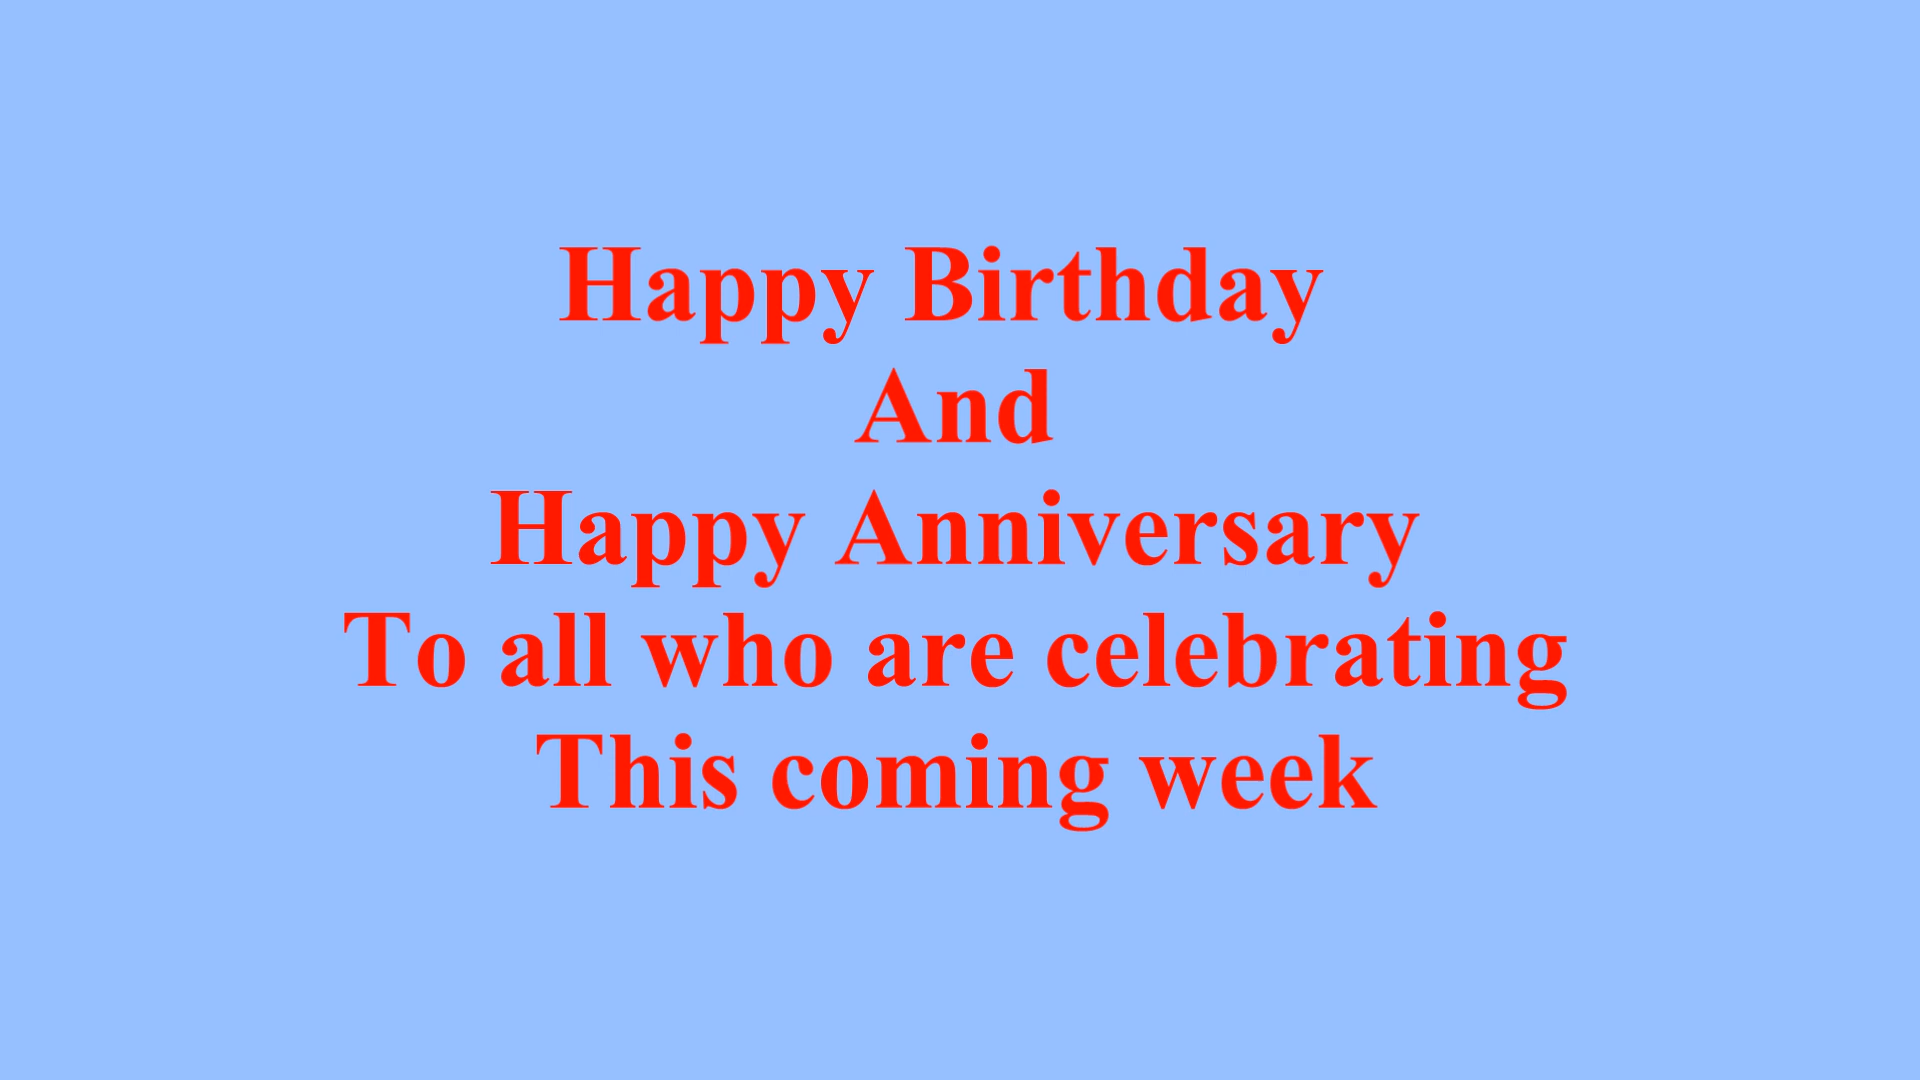 Happy Birthday
And
Happy Anniversary
To all who are celebrating
This coming week